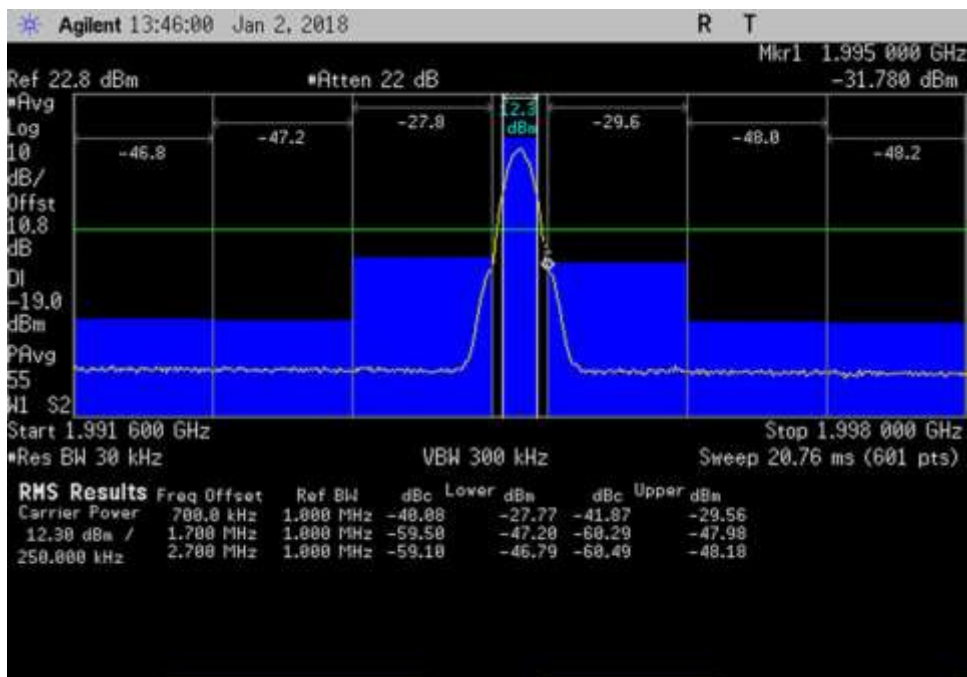 Agilent 13:46:00 Jan 2, 2018 R T
Mkr1 1.995 000 GHz
Ref 22.8 dBm *Atten 22 dB -31.780 dBm
*Avg
Log
10
dB/
Offst
10.8
dB
DI
-19.0
dBm
PAvg
55
W1 S2
-46.8 -47.2 -27.8 12.3 dBm -29.6 -48.0 -48.2
Start 1.991 600 GHz Stop 1.998 000 GHz
*Res BW 30 kHz VBW 300 kHz Sweep 20.76 ms (601 pts)
RMS Results Freq Offset Ref BW dBc Lower dBm dBc Upper dBm
Carrier Power 700.0 kHz 1.000 MHz -40.08 -27.77 -41.87 -29.56
12.30 dBm / 1.700 MHz 1.000 MHz -59.50 -47.20 -60.29 -47.98
250.000 kHz 2.700 MHz 1.000 MHz -59.10 -46.79 -60.49 -48.18